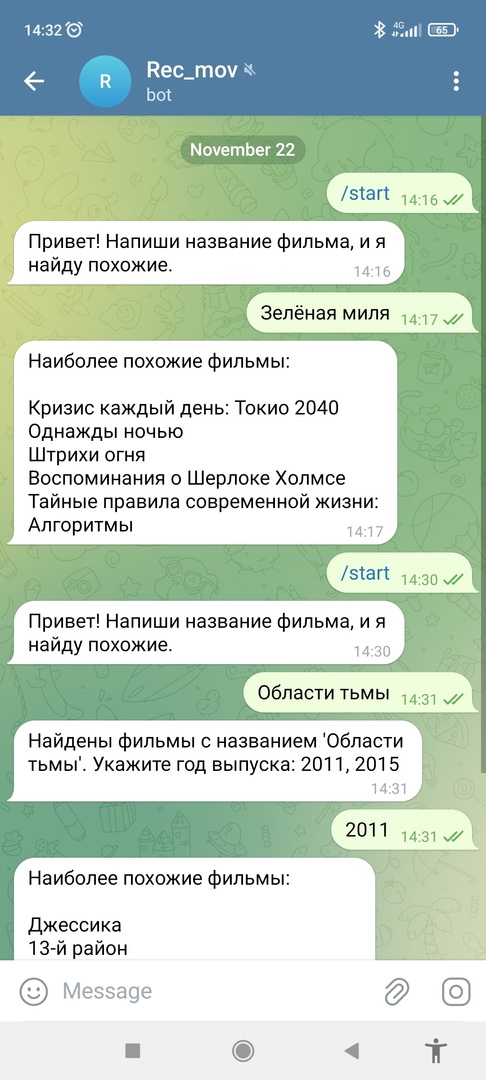 14:32
4G
65
R
Rec_mov
bot
November 22
/start 14:16
Привет! Напиши название фильма, и я
найду похожие.
14:16
Зелёная миля 14:17
Наиболее похожие фильмы:
Кризис каждый день: Токио 2040
Однажды ночью
Штрихи огня
Воспоминания о Шерлоке Холмсе
Тайные правила современной жизни:
Алгоритмы
14:17
/start 14:30
Привет! Напиши название фильма, и я
найду похожие.
14:30
Области тьмы 14:31
Найдены фильмы с названием 'Области
тьмы'. Укажите год выпуска: 2011, 2015
14:31
2011 14:31
Наиболее похожие фильмы:
Джессика
13-й район
Message